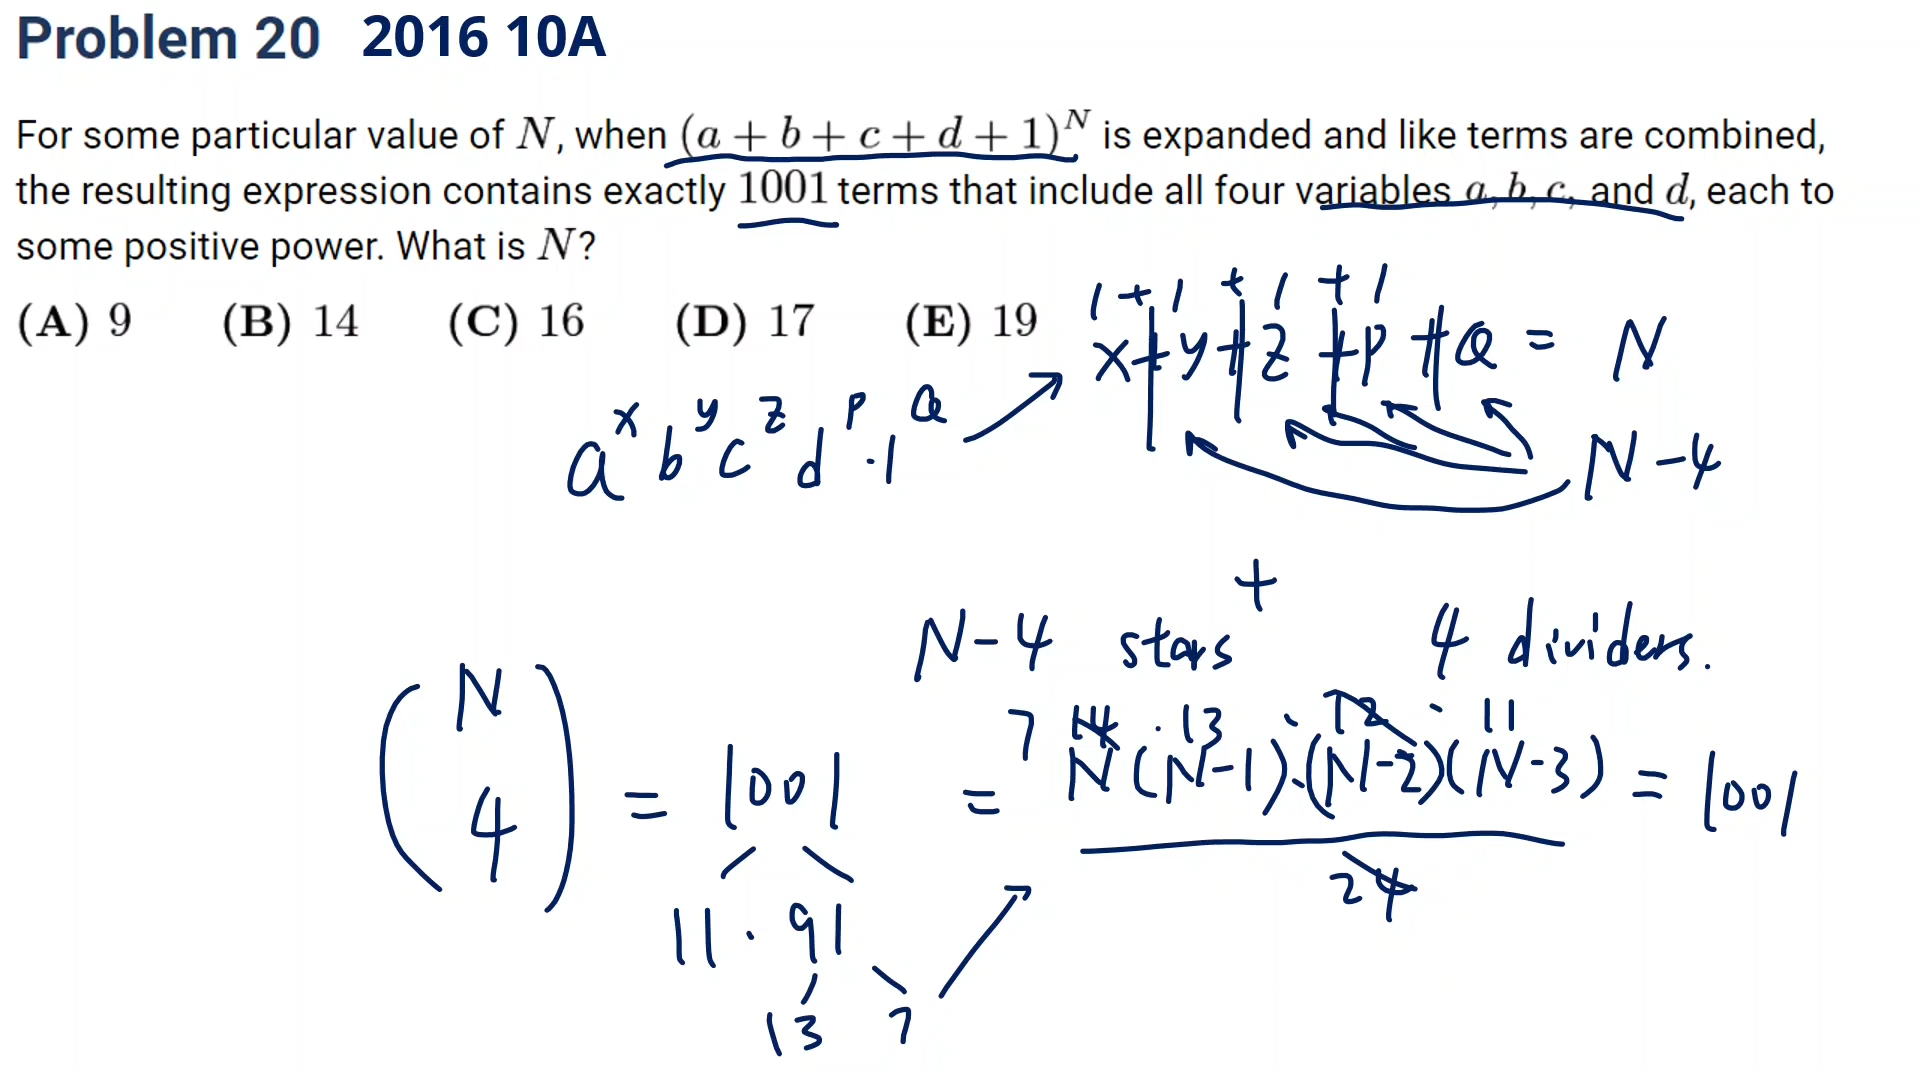 Problem 20 2016 10A
For some particular value of N, when (a + b + c + d + 1)^N is expanded and like terms are combined,
the resulting expression contains exactly 1001 terms that include all four variables a, b, c, and d, each to
some positive power. What is N?
(A) 9 (B) 14 (C) 16 (D) 17 (E) 19
1 + 1 + 1 + 1
x + y + z + p + Q = N
a^x b^y c^z d^p · 1^Q
N - 4
+
N - 4 stars 4 dividers.
7 14 · 13 · 12 · 11
(N 4) = 1001 = N(N-1)·(N-2)(N-3) / 24 = 1001
11 · 91
13 7